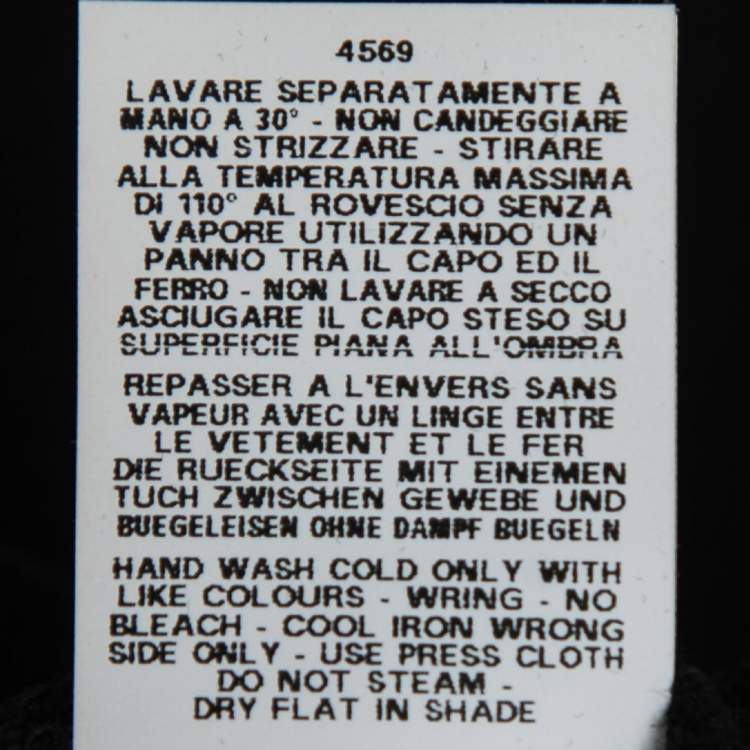 4569
LAVARE SEPARATAMENTE A
MANO A 30° - NON CANDEGGIARE
NON STRIZZARE - STIRARE
ALLA TEMPERATURA MASSIMA
DI 110° AL ROVESCIO SENZA
VAPORE UTILIZZANDO UN
PANNO TRA IL CAPO ED IL
FERRO - NON LAVARE A SECCO
ASCIUGARE IL CAPO STESO SU
SUPERFICIE PIANA ALL'OMBRA
REPASSER A L'ENVERS SANS
VAPEUR AVEC UN LINGE ENTRE
LE VETEMENT ET LE FER
DIE RUECKSEITE MIT EINEMEN
TUCH ZWISCHEN GEWEBE UND
BUEGELEISEN OHNE DAMPF BUEGELN
HAND WASH COLD ONLY WITH
LIKE COLOURS - WRING - NO
BLEACH - COOL IRON WRONG
SIDE ONLY - USE PRESS CLOTH
DO NOT STEAM -
DRY FLAT IN SHADE